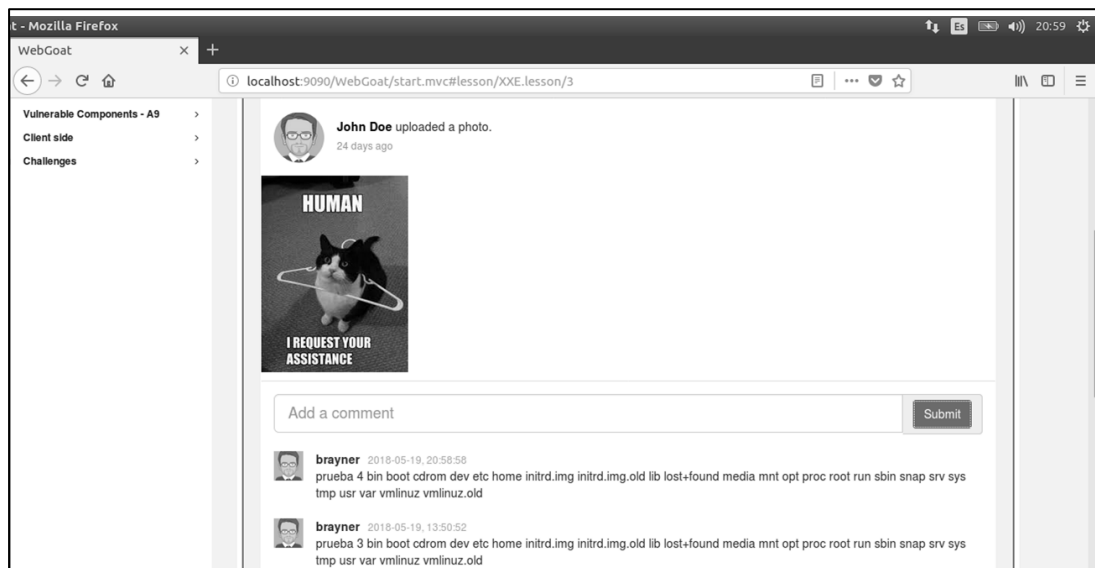 t - Mozilla Firefox
Es
20:59
WebGoat
localhost:9090/WebGoat/start.mvc#lesson/XXE.lesson/3
Vulnerable Components - A9
Client side
Challenges
John Doe uploaded a photo.
24 days ago
HUMAN
I REQUEST YOUR
ASSISTANCE
Add a comment
Submit
brayner 2018-05-19, 20:58:58
prueba 4 bin boot cdrom dev etc home initrd.img initrd.img.old lib lost+found media mnt opt proc root run sbin snap srv sys
tmp usr var vmlinuz vmlinuz.old
brayner 2018-05-19, 13:50:52
prueba 3 bin boot cdrom dev etc home initrd.img initrd.img.old lib lost+found media mnt opt proc root run sbin snap srv sys
tmp usr var vmlinuz vmlinuz.old